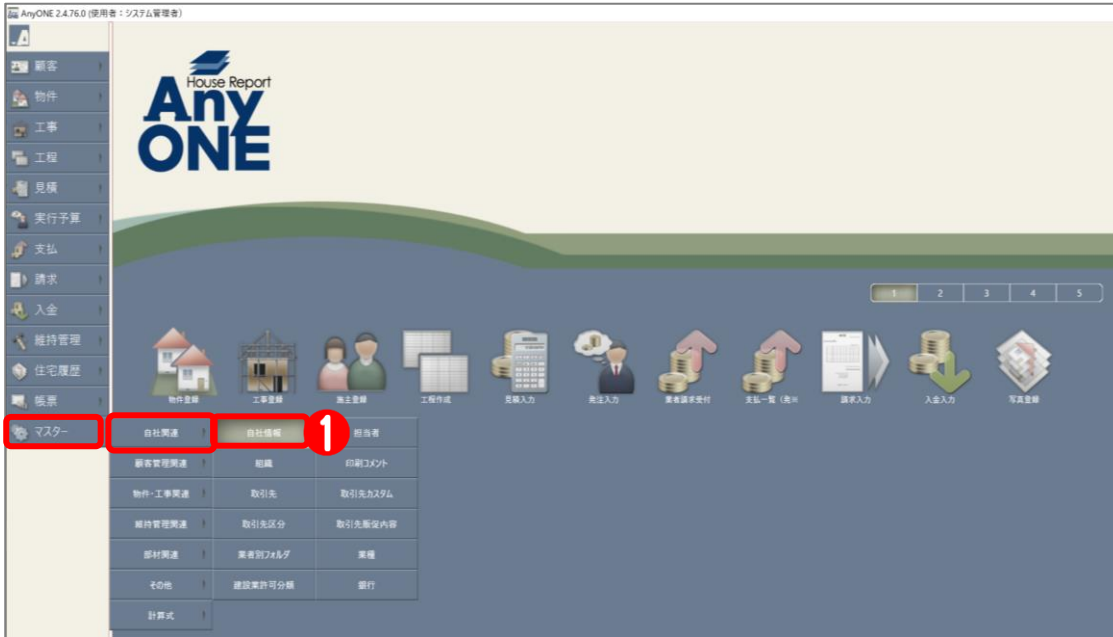 AnyONE 2.4.76.0 (使用者：システム管理者)
顧客
物件
工事
工程
見積
実行予算
支払
請求
入金
維持管理
住宅履歴
帳票
マスター
House Report
Any
ONE
1 2 3 4 5
物件登録 工事登録 施主登録 工程作成 見積入力 発注入力 業者請求受付 支払一覧（発※ 請求入力 入金入力 写真登録
自社関連 自社情報 1 担当者
顧客管理関連 組織 印刷コメント
物件・工事関連 取引先 取引先カスタム
維持管理関連 取引先区分 取引先販促内容
部材関連 業者別フォルダ 業種
その他 建設業許可分類 銀行
計算式